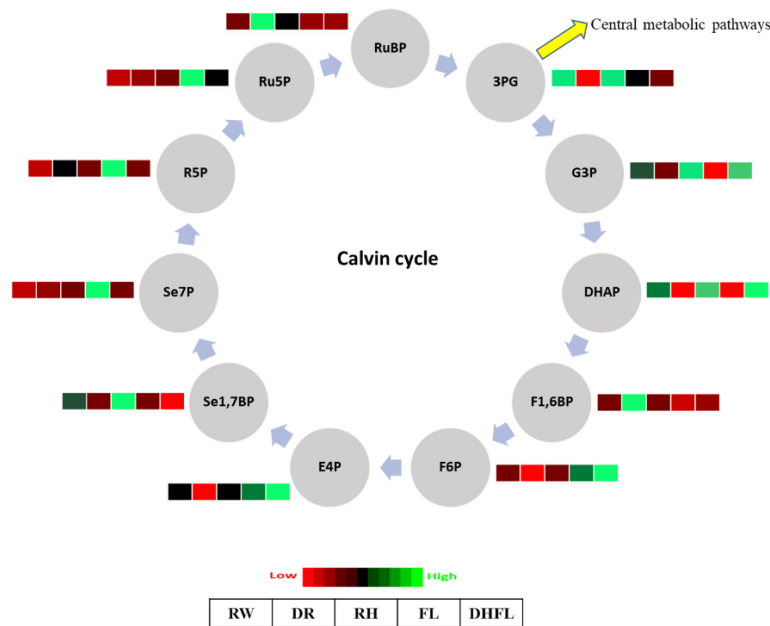 RuBP
Central metabolic pathways
Ru5P
3PG
R5P
G3P
Calvin cycle
Se7P
DHAP
Se1,7BP
F1,6BP
E4P
F6P
Low
High
RW DR RH FL DHFL